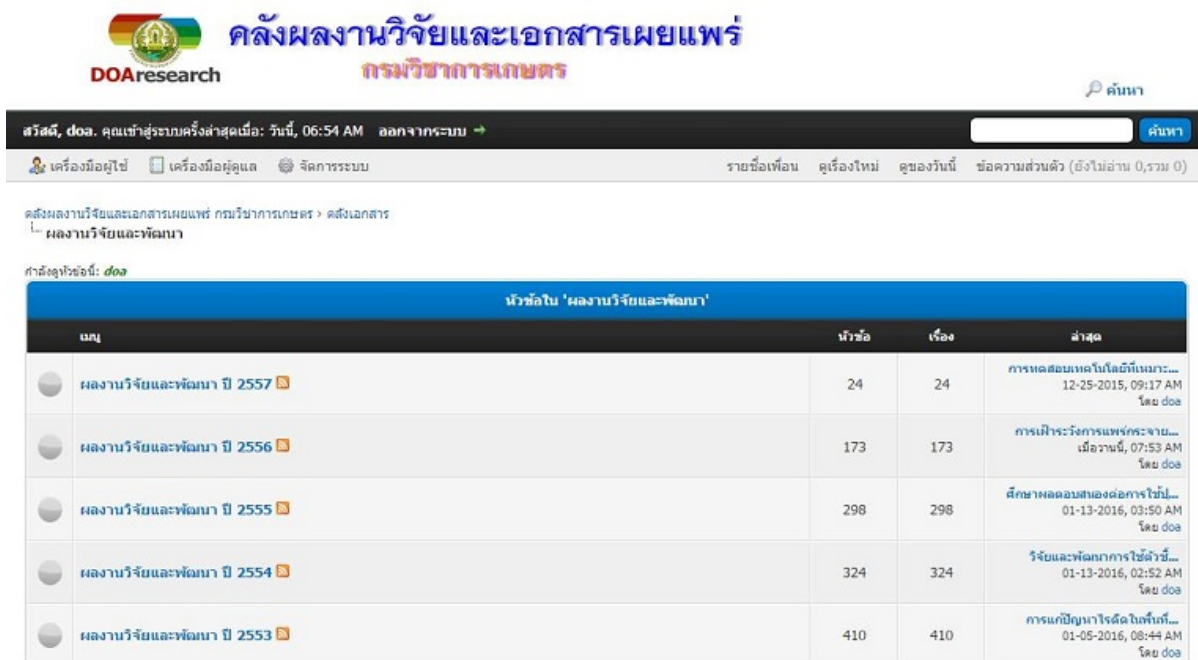 คลังผลงานวิจัยและเอกสารเผยแพร่
กรมวิชาการเกษตร
DOAresearch
ค้นหา
สวัสดี, doa. คุณเข้าสู่ระบบครั้งล่าสุดเมื่อ: วันนี้, 06:54 AM ออกจากระบบ
ค้นหา
เครื่องมือผู้ใช้ เครื่องมือผู้ดูแล จัดการระบบ รายชื่อเพื่อน ดูเรื่องใหม่ ดูของวันนี้ ข้อความส่วนตัว (ยังไม่อ่าน 0,รวม 0)
คลังผลงานวิจัยและเอกสารเผยแพร่ กรมวิชาการเกษตร › คลังเอกสาร
ผลงานวิจัยและพัฒนา
กำลังดูหัวข้อนี้: doa
หัวข้อใน 'ผลงานวิจัยและพัฒนา'
เมนู หัวข้อ เรื่อง ล่าสุด
ผลงานวิจัยและพัฒนา ปี 2557 24 24 การทดสอบเทคโนโลยีที่เหมาะ...
12-25-2015, 09:17 AM
โดย doa
ผลงานวิจัยและพัฒนา ปี 2556 173 173 การเฝ้าระวังการแพร่กระจาย...
เมื่อวานนี้, 07:53 AM
โดย doa
ผลงานวิจัยและพัฒนา ปี 2555 298 298 ศึกษาผลตอบสนองต่อการใช้ปุ...
01-13-2016, 03:50 AM
โดย doa
ผลงานวิจัยและพัฒนา ปี 2554 324 324 วิจัยและพัฒนาการใช้ตัวชี้...
01-13-2016, 02:52 AM
โดย doa
ผลงานวิจัยและพัฒนา ปี 2553 410 410 การแก้ปัญหาไรดีดในพื้นที่...
01-05-2016, 08:44 AM
โดย doa